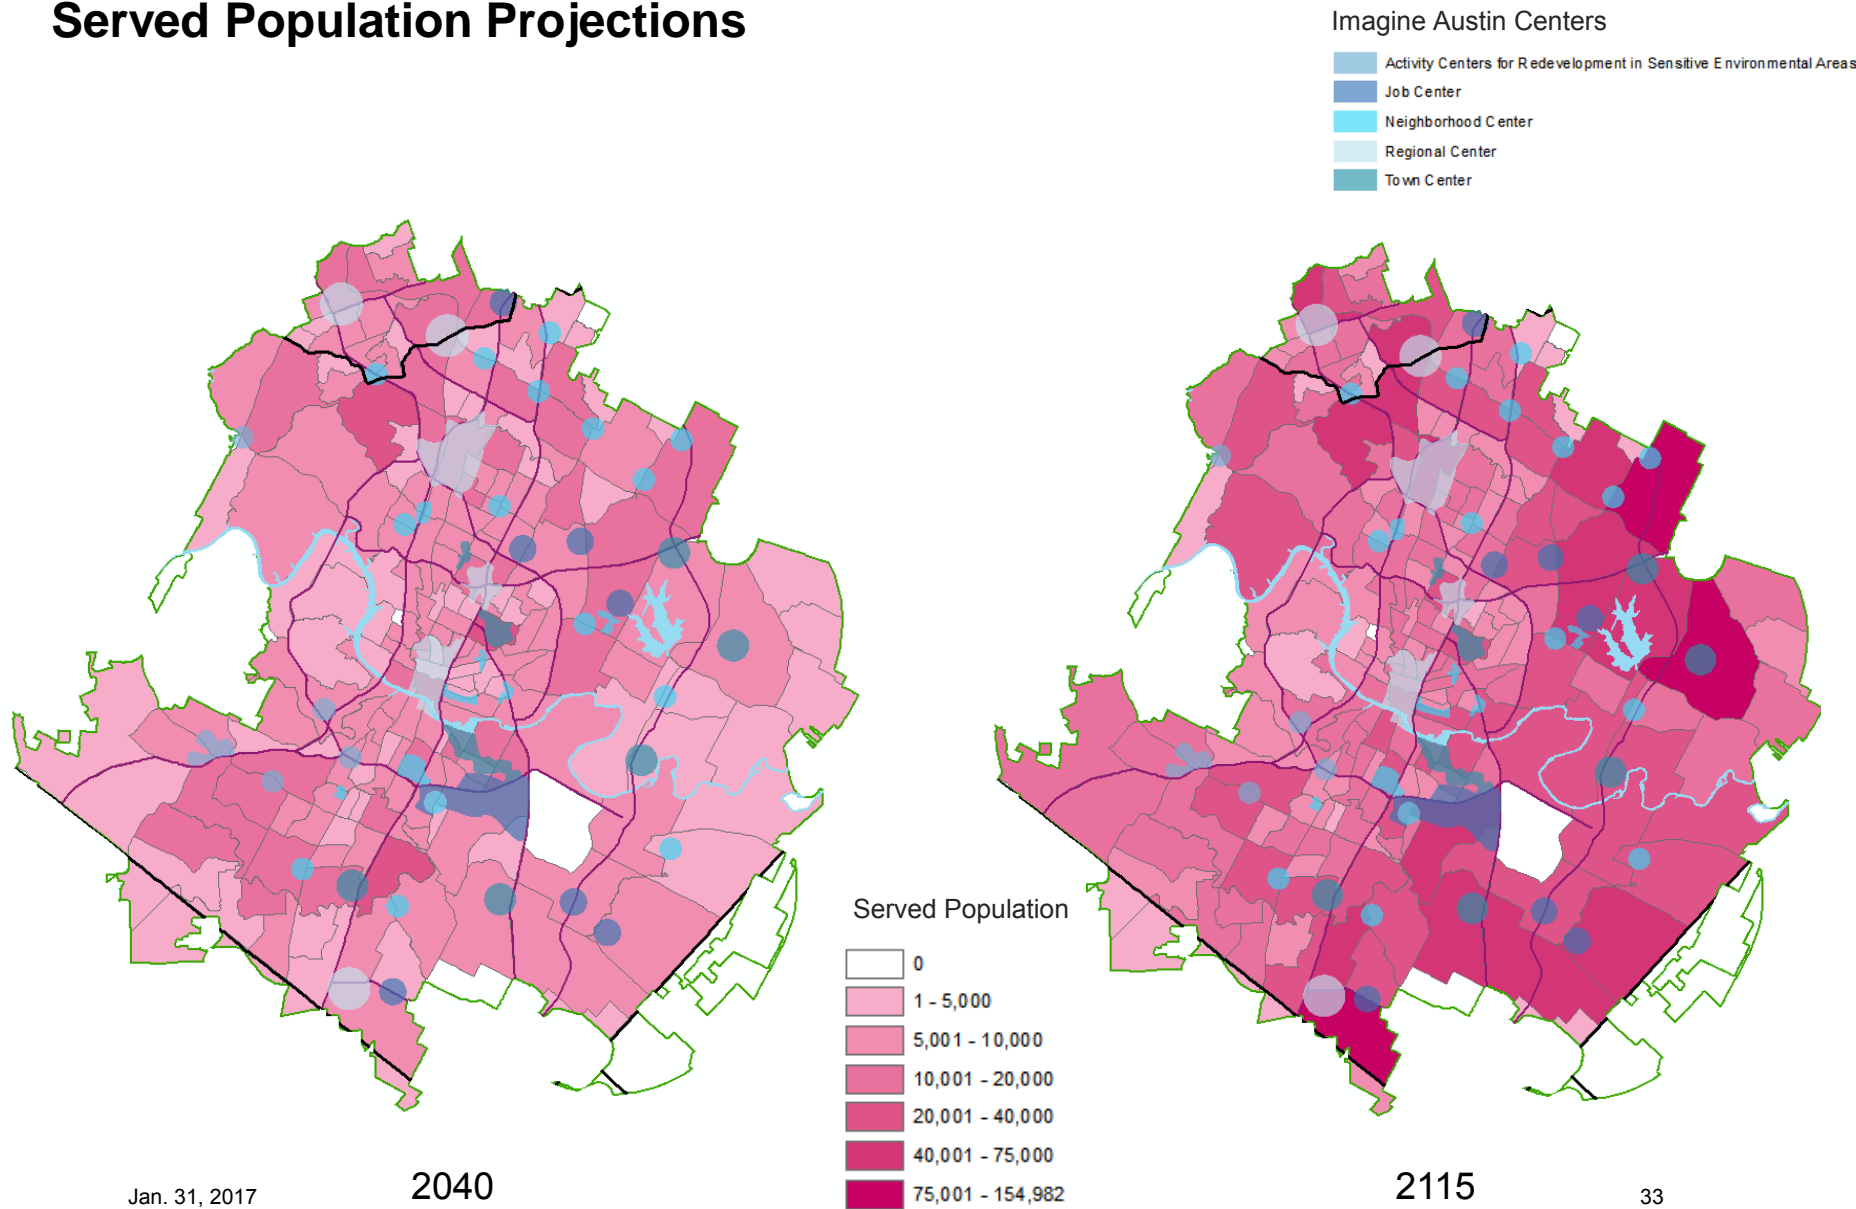 Served Population Projections
Imagine Austin Centers
Activity Centers for Redevelopment in Sensitive Environmental Areas
Job Center
Neighborhood Center
Regional Center
Town Center
Served Population
0
1 - 5,000
5,001 - 10,000
10,001 - 20,000
20,001 - 40,000
40,001 - 75,000
75,001 - 154,982
Jan. 31, 2017
2040
2115
33